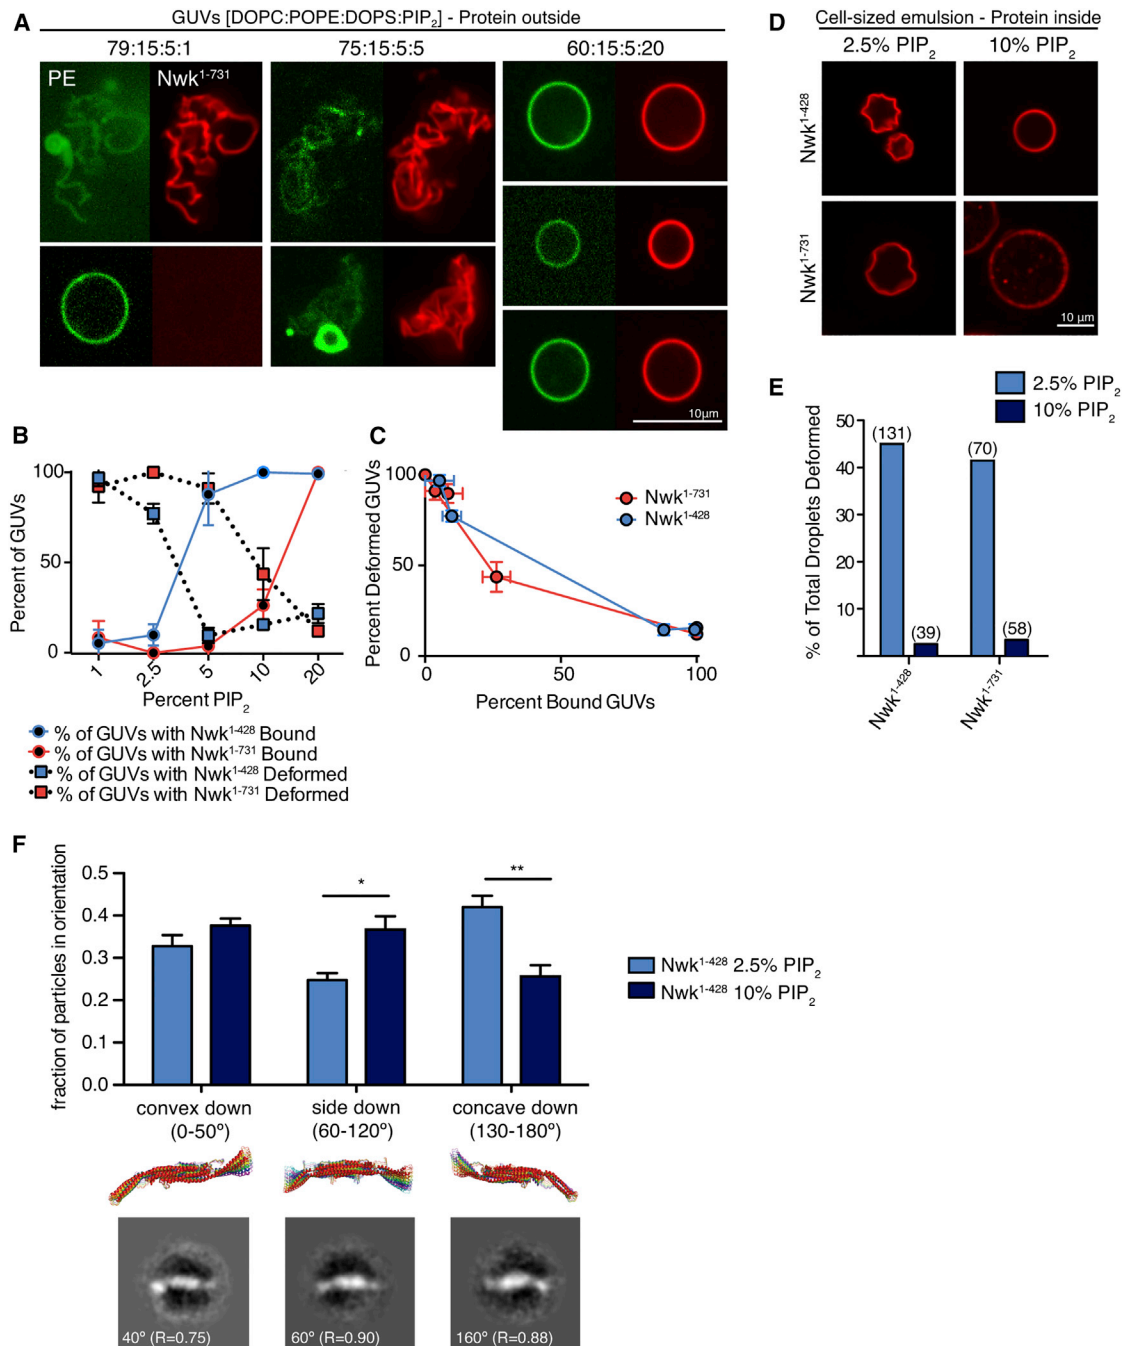 A
GUVs [DOPC:POPE:DOPS:PIP2] - Protein outside
79:15:5:1
75:15:5:5
60:15:5:20
PE
Nwk1-731
10μm
D
Cell-sized emulsion - Protein inside
2.5% PIP2
10% PIP2
Nwk1-428
Nwk1-731
10 μm
B
Percent of GUVs
100
50
0
1
2.5
5
10
20
Percent PIP2
% of GUVs with Nwk1-428 Bound
% of GUVs with Nwk1-731 Bound
% of GUVs with Nwk1-428 Deformed
% of GUVs with Nwk1-731 Deformed
C
Percent Deformed GUVs
100
50
0
0
50
100
Percent Bound GUVs
Nwk1-731
Nwk1-428
E
2.5% PIP2
10% PIP2
% of Total Droplets Deformed
50
40
30
20
10
(131)
(39)
(70)
(58)
Nwk1-428
Nwk1-731
F
fraction of particles in orientation
0.5
0.4
0.3
0.2
0.1
0.0
*
**
convex down
(0-50º)
side down
(60-120º)
concave down
(130-180º)
Nwk1-428 2.5% PIP2
Nwk1-428 10% PIP2
40º (R=0.75)
60º (R=0.90)
160º (R=0.88)